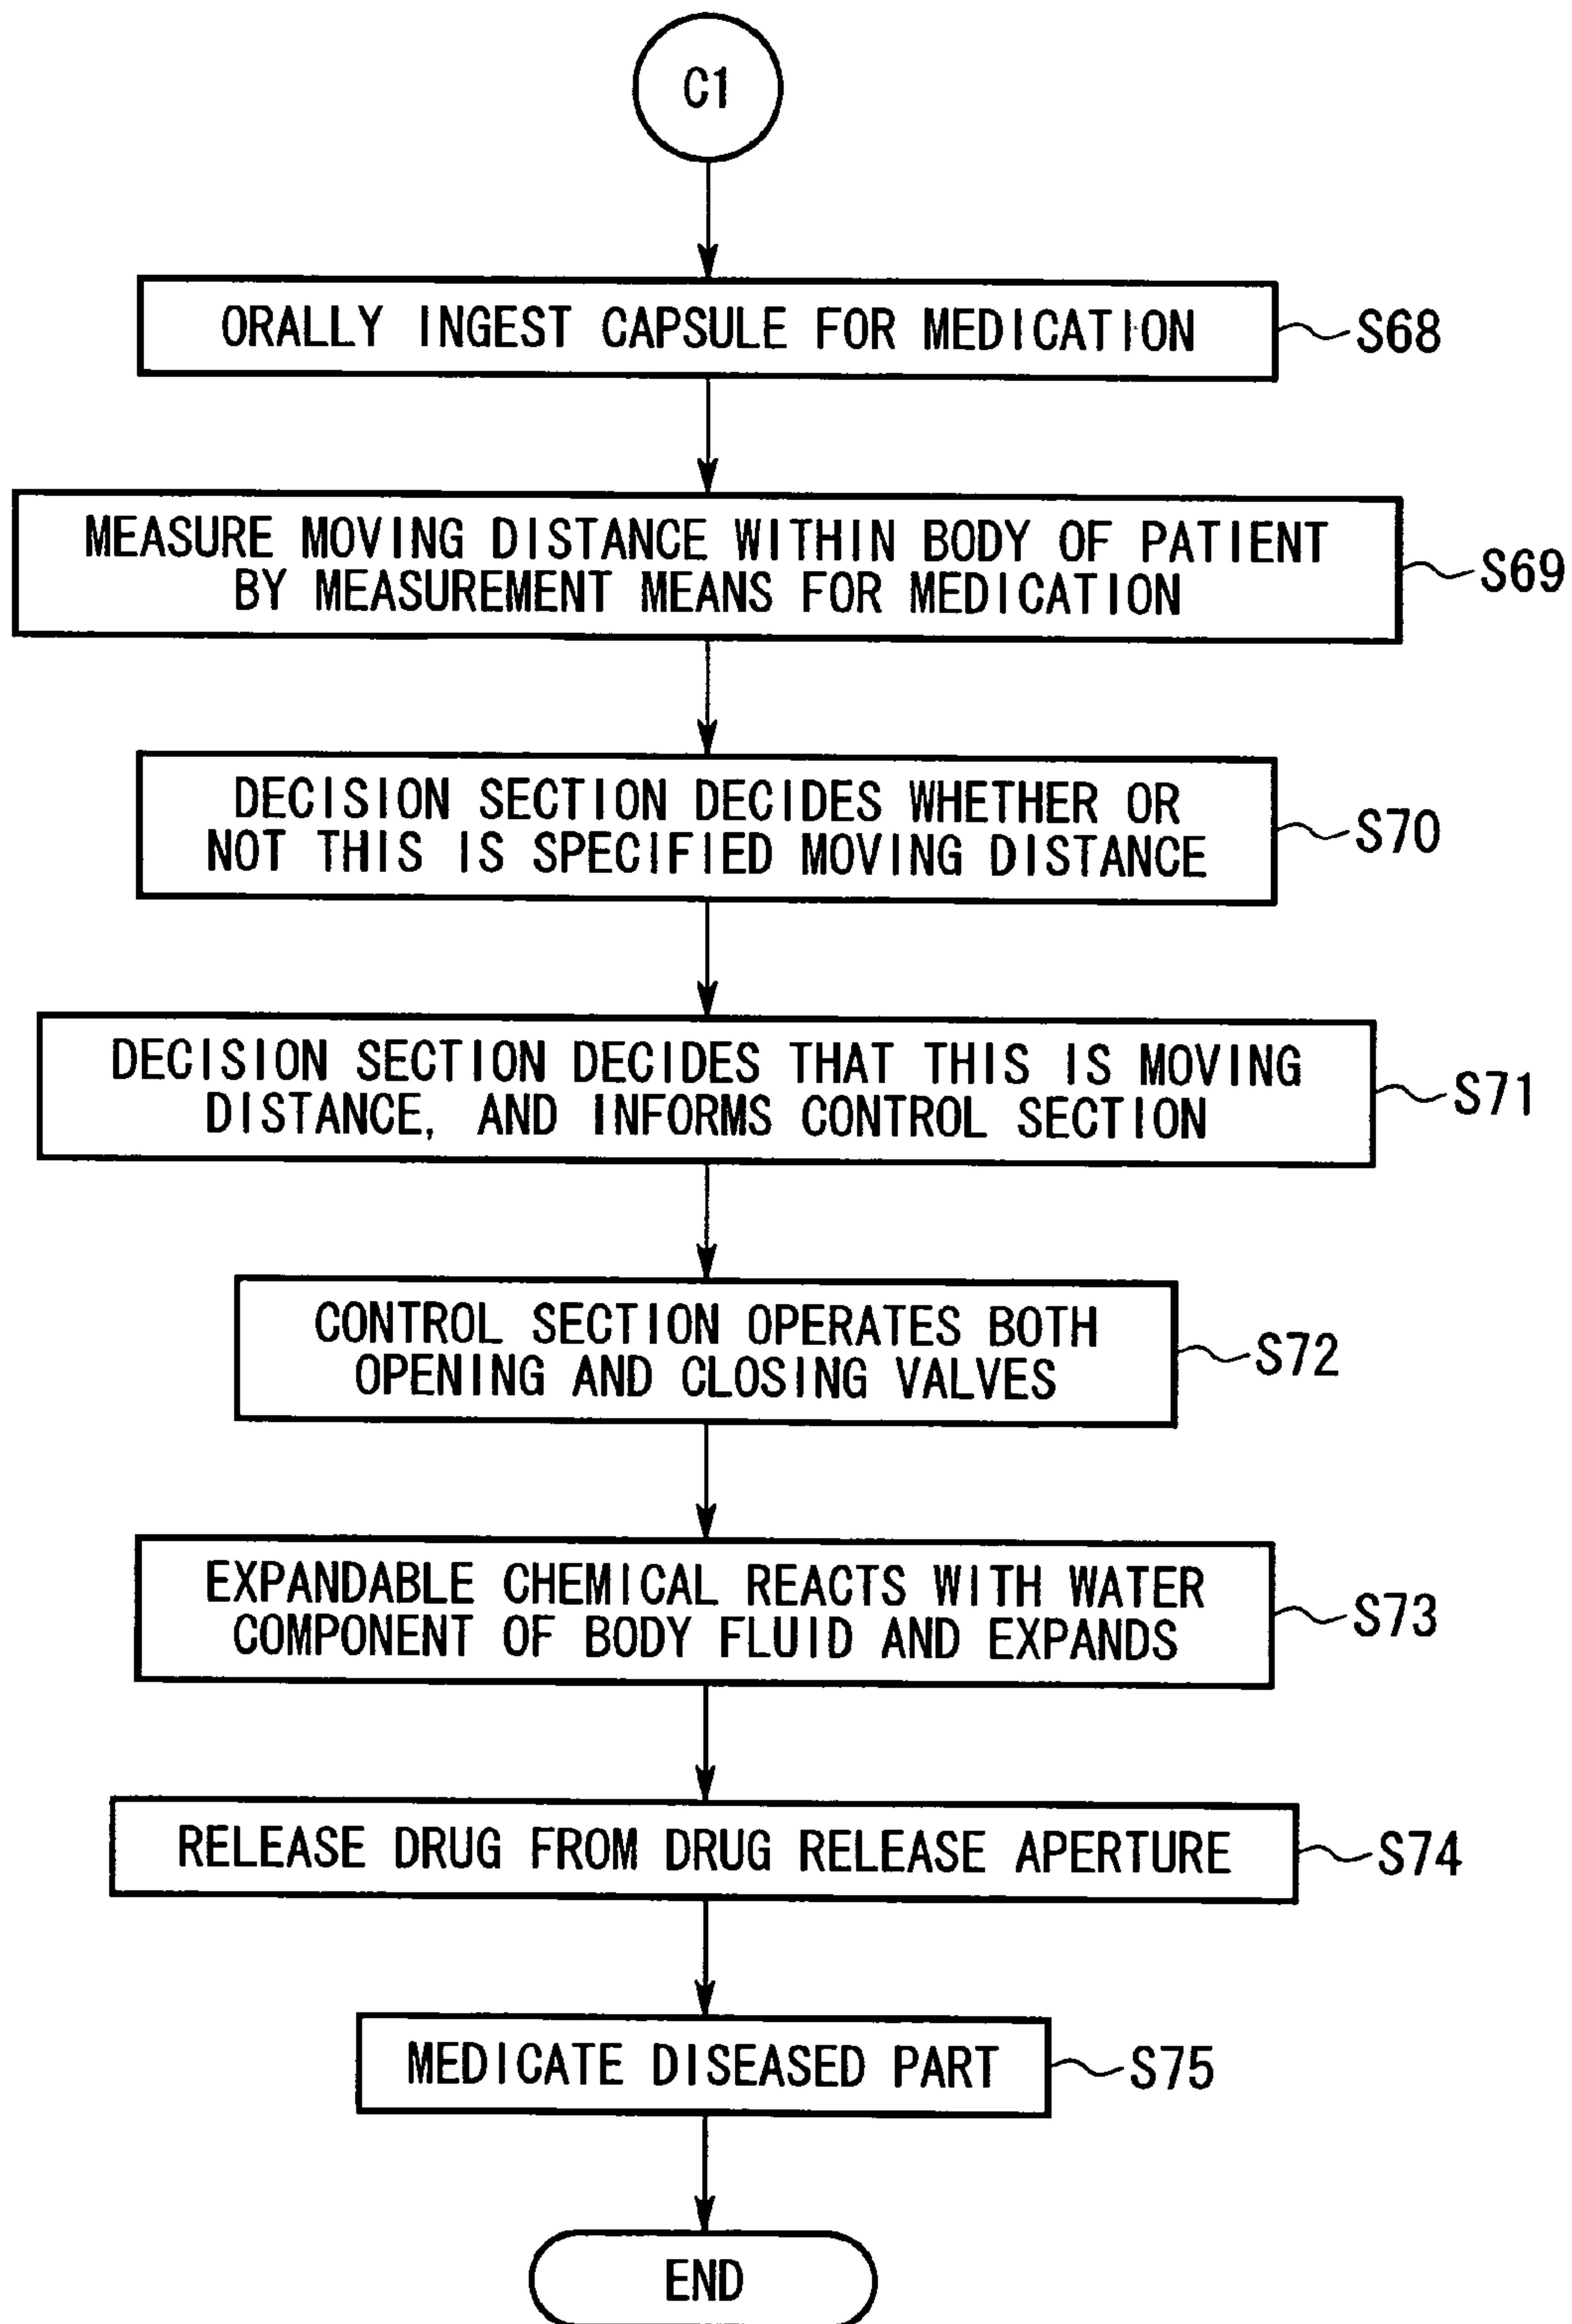 C1
ORALLY INGEST CAPSULE FOR MEDICATION
S68
MEASURE MOVING DISTANCE WITHIN BODY OF PATIENT
BY MEASUREMENT MEANS FOR MEDICATION
S69
DECISION SECTION DECIDES WHETHER OR
NOT THIS IS SPECIFIED MOVING DISTANCE
S70
DECISION SECTION DECIDES THAT THIS IS MOVING
DISTANCE, AND INFORMS CONTROL SECTION
S71
CONTROL SECTION OPERATES BOTH
OPENING AND CLOSING VALVES
S72
EXPANDABLE CHEMICAL REACTS WITH WATER
COMPONENT OF BODY FLUID AND EXPANDS
S73
RELEASE DRUG FROM DRUG RELEASE APERTURE
S74
MEDICATE DISEASED PART
S75
END